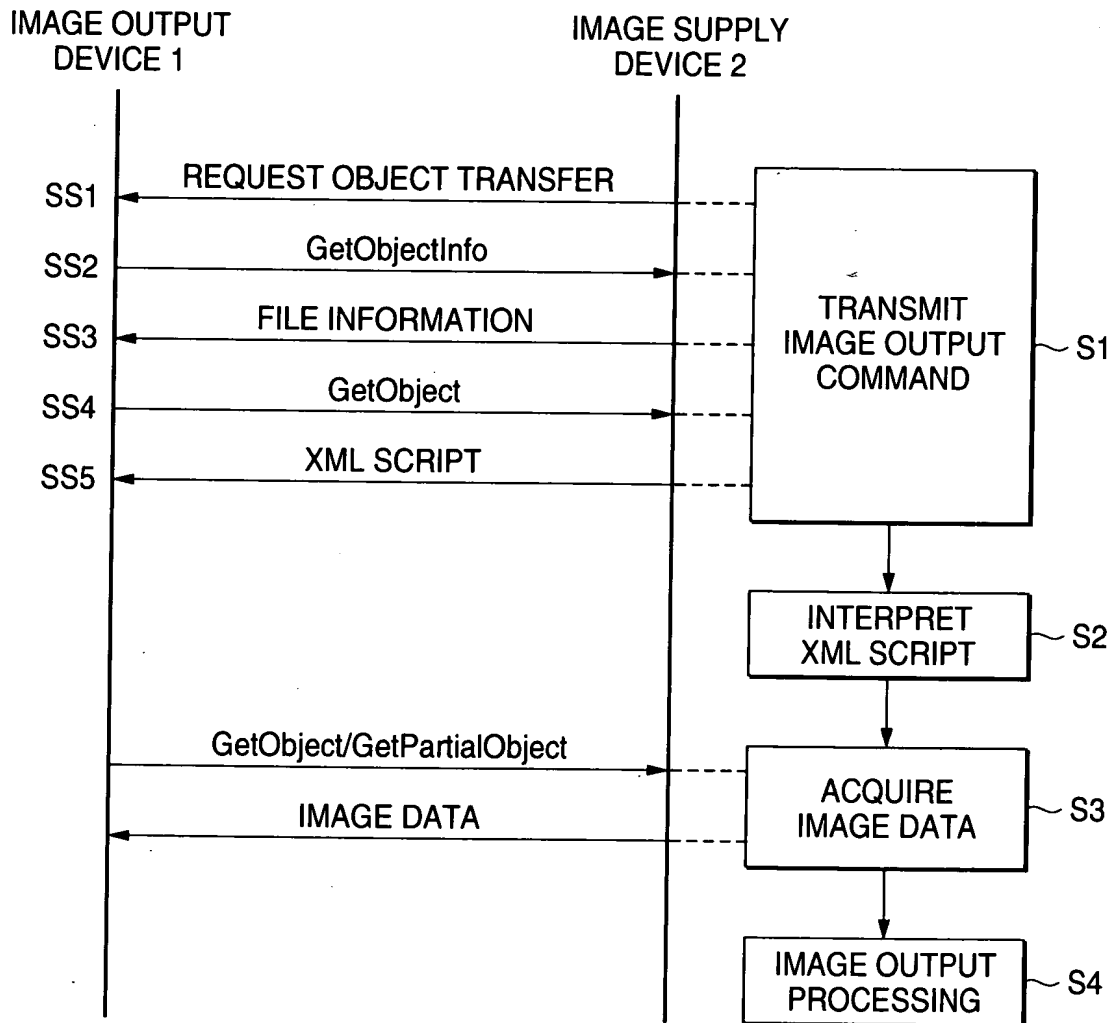 IMAGE OUTPUT
DEVICE 1
IMAGE SUPPLY
DEVICE 2
SS1
REQUEST OBJECT TRANSFER
SS2
GetObjectInfo
SS3
FILE INFORMATION
SS4
GetObject
SS5
XML SCRIPT
TRANSMIT
IMAGE OUTPUT
COMMAND
S1
INTERPRET
XML SCRIPT
S2
GetObject/GetPartialObject
IMAGE DATA
ACQUIRE
IMAGE DATA
S3
IMAGE OUTPUT
PROCESSING
S4